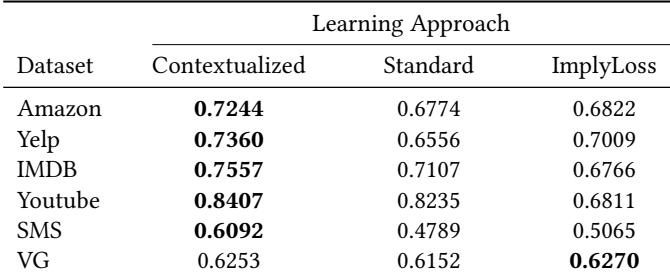 Learning Approach
Dataset Contextualized Standard ImplyLoss
Amazon 0.7244 0.6774 0.6822
Yelp 0.7360 0.6556 0.7009
IMDB 0.7557 0.7107 0.6766
Youtube 0.8407 0.8235 0.6811
SMS 0.6092 0.4789 0.5065
VG 0.6253 0.6152 0.6270